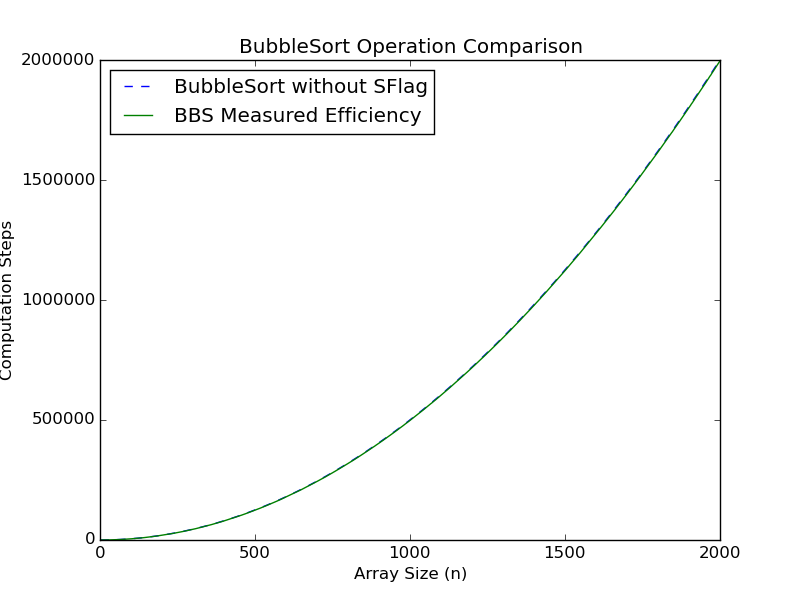 BubbleSort Operation Comparison
2000000
BubbleSort without SFlag
BBS Measured Efficiency
1500000
1000000
500000
0
Computation Steps
0 500 1000 1500 2000
Array Size (n)